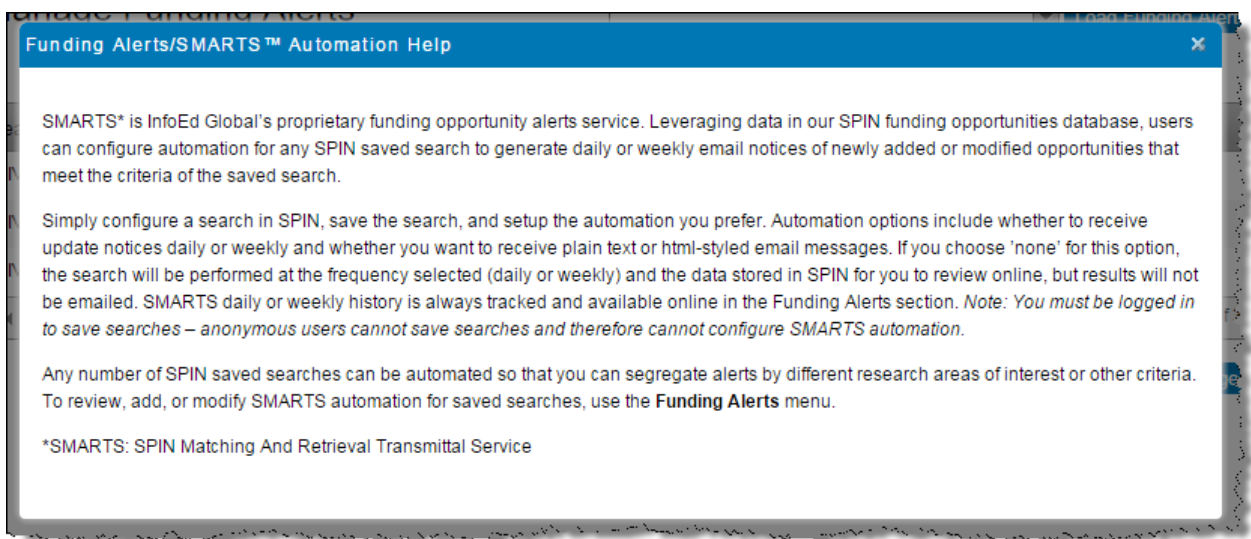 Manage Funding Alerts
Load Funding Alert
Funding Alerts/SMARTS™ Automation Help
SMARTS* is InfoEd Global's proprietary funding opportunity alerts service. Leveraging data in our SPIN funding opportunities database, users
can configure automation for any SPIN saved search to generate daily or weekly email notices of newly added or modified opportunities that
meet the criteria of the saved search.
Simply configure a search in SPIN, save the search, and setup the automation you prefer. Automation options include whether to receive
update notices daily or weekly and whether you want to receive plain text or html-styled email messages. If you choose 'none' for this option,
the search will be performed at the frequency selected (daily or weekly) and the data stored in SPIN for you to review online, but results will not
be emailed. SMARTS daily or weekly history is always tracked and available online in the Funding Alerts section. Note: You must be logged in
to save searches – anonymous users cannot save searches and therefore cannot configure SMARTS automation.
Any number of SPIN saved searches can be automated so that you can segregate alerts by different research areas of interest or other criteria.
To review, add, or modify SMARTS automation for saved searches, use the Funding Alerts menu.
*SMARTS: SPIN Matching And Retrieval Transmittal Service